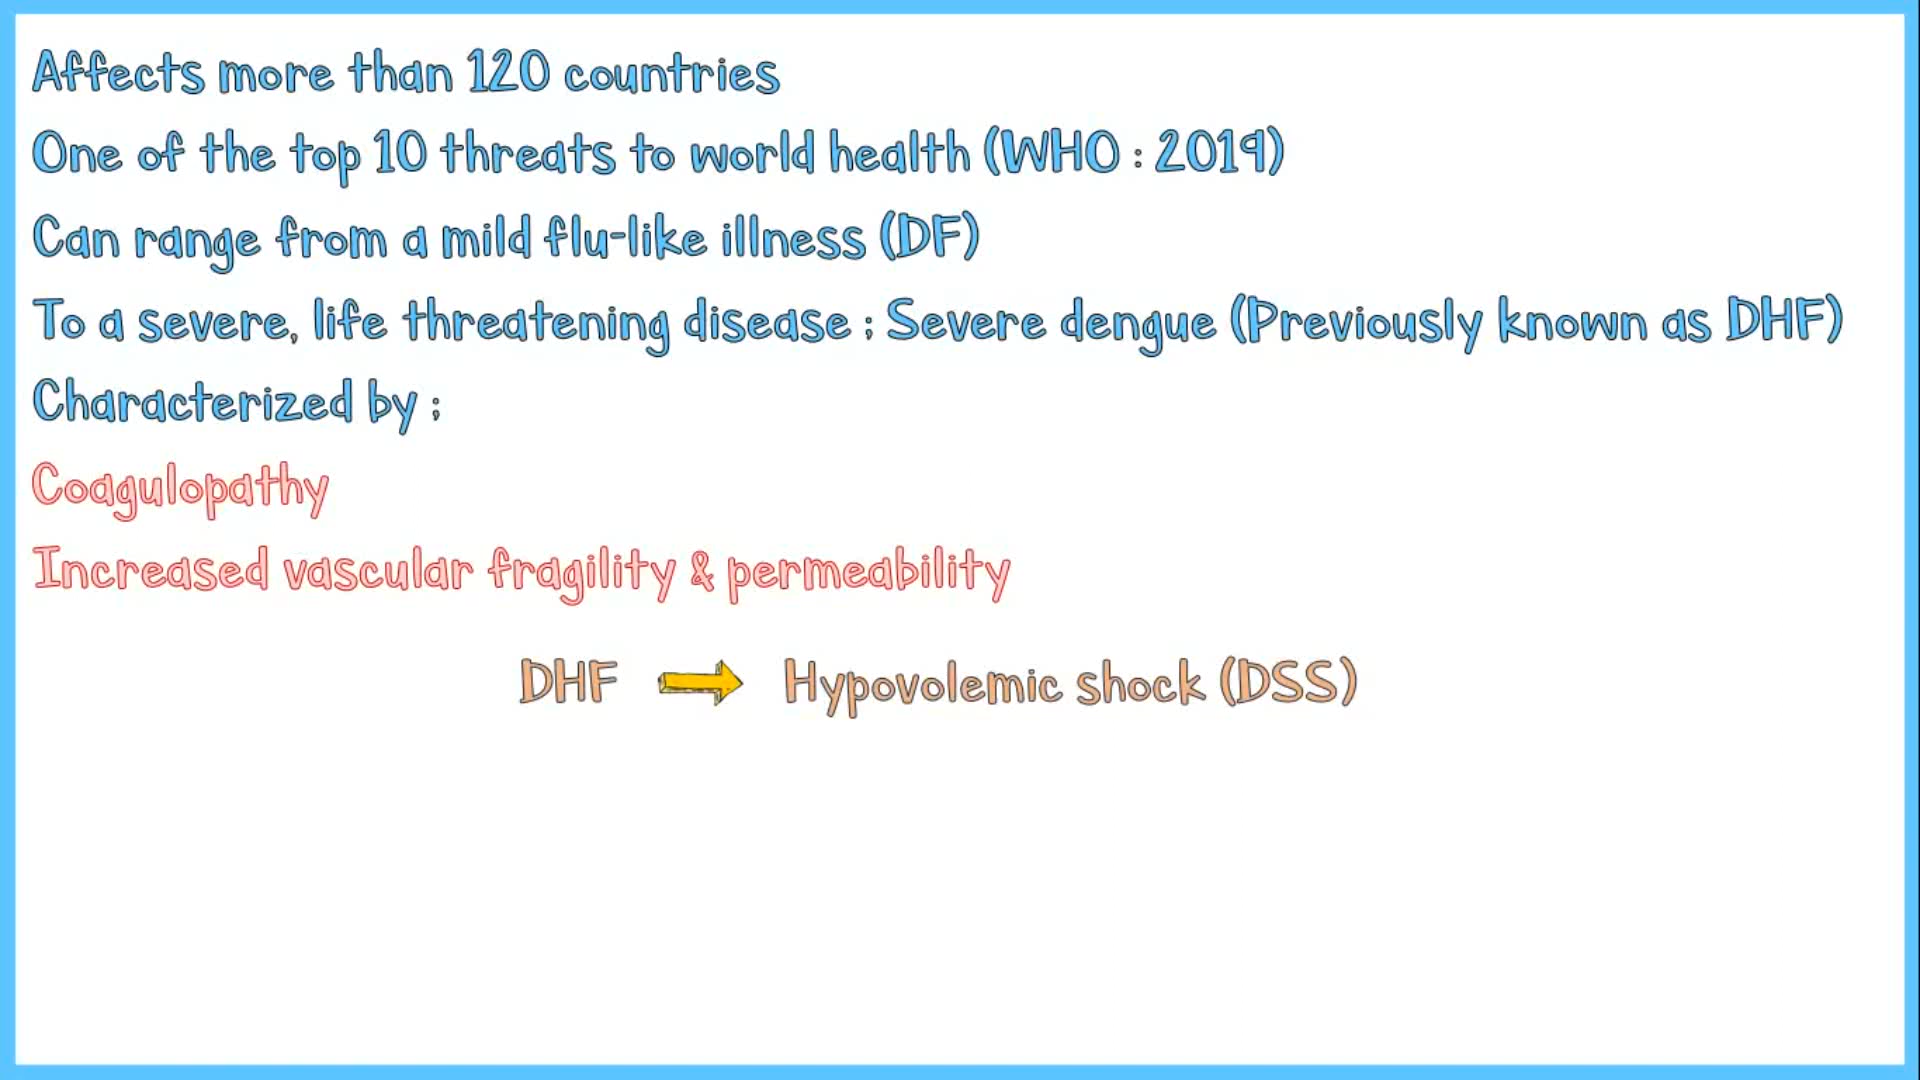 Affects more than 120 countries
One of the top 10 threats to world health (WHO : 2019)
Can range from a mild flu-like illness (DF)
To a severe, life threatening disease ; Severe dengue (Previously known as DHF)
Characterized by ;
Coagulopathy
Increased vascular fragility & permeability
DHF Hypovolemic shock (DSS)